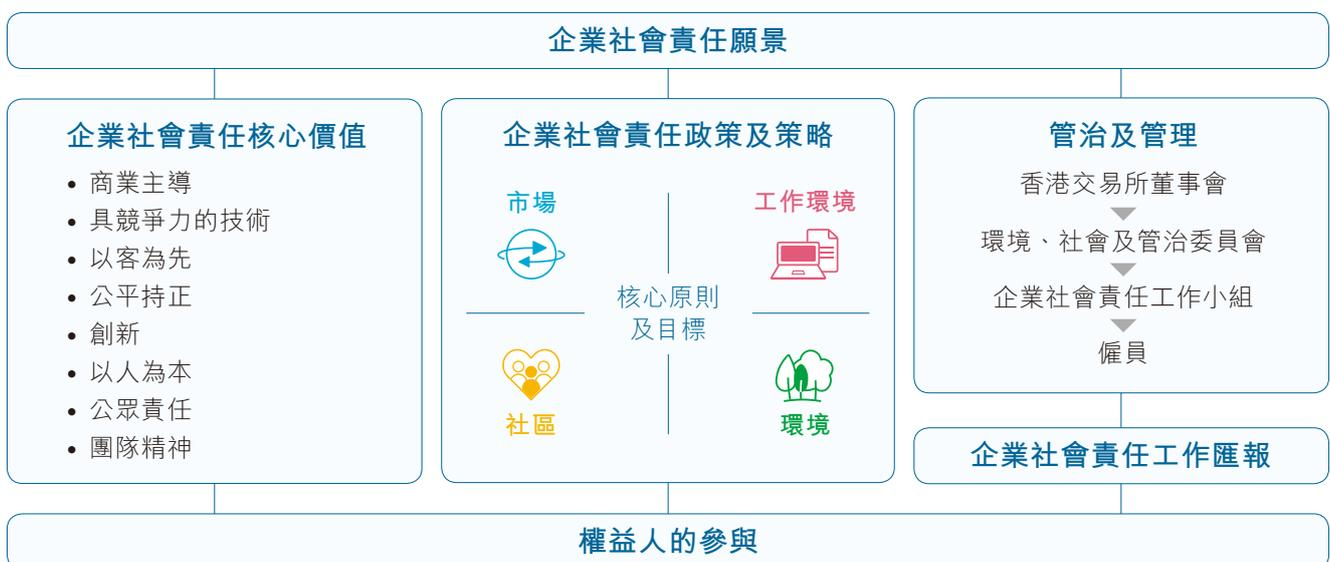 企業社會責任願景
企業社會責任核心價值
商業主導
具競爭力的技術
以客為先
公平持正
創新
以人為本
公眾責任
團隊精神
企業社會責任政策及策略
市場
工作環境
核心原則
及目標
社區
環境
管治及管理
香港交易所董事會
環境、社會及管治委員會
企業社會責任工作小組
僱員
企業社會責任工作匯報
權益人的參與